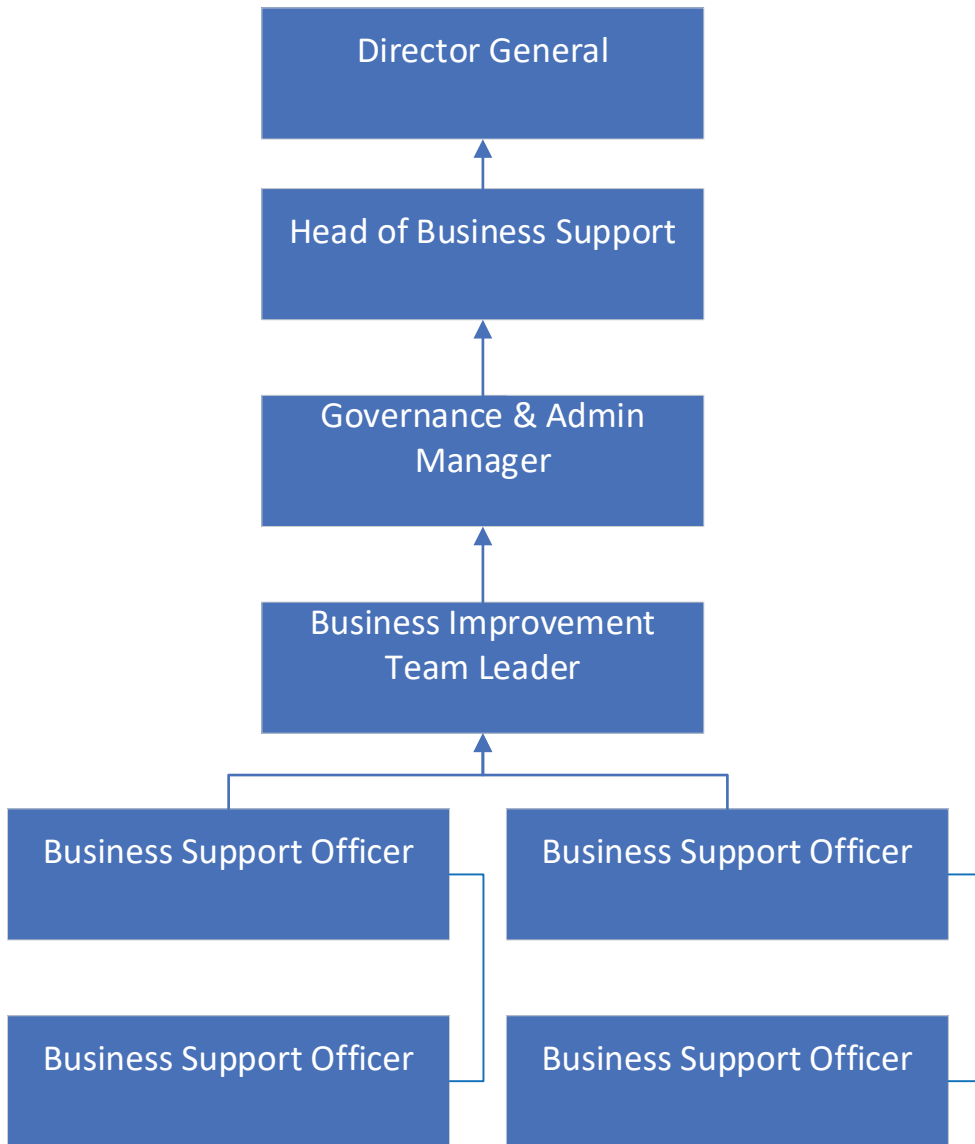 Director General
Head of Business Support
Governance & Admin
Manager
Business Improvement
Team Leader
Business Support Officer
Business Support Officer
Business Support Officer
Business Support Officer